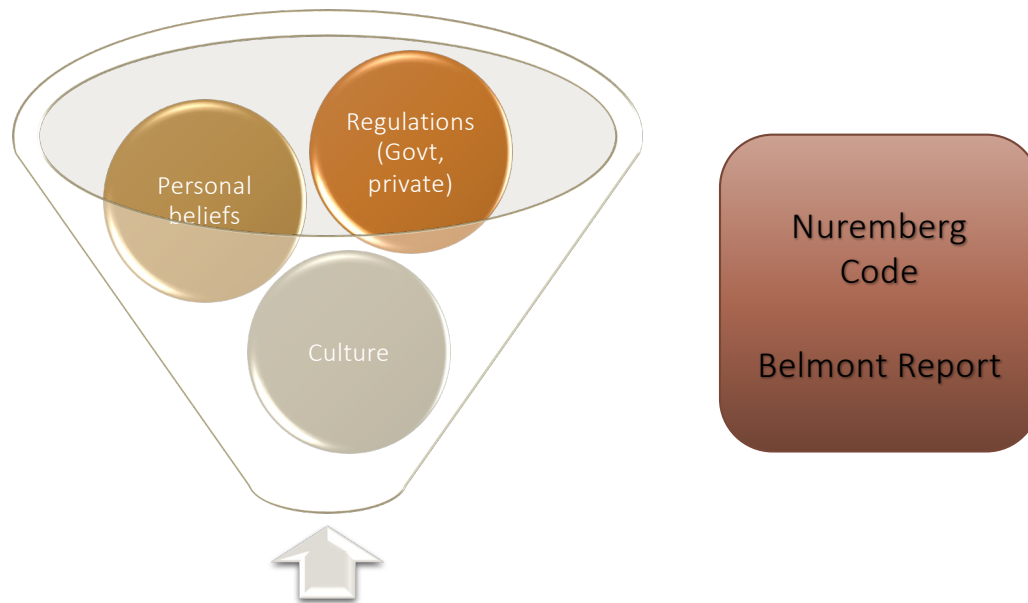 Regulations
(Govt,
private)
Personal
beliefs
Culture
Nuremberg
Code
Belmont Report